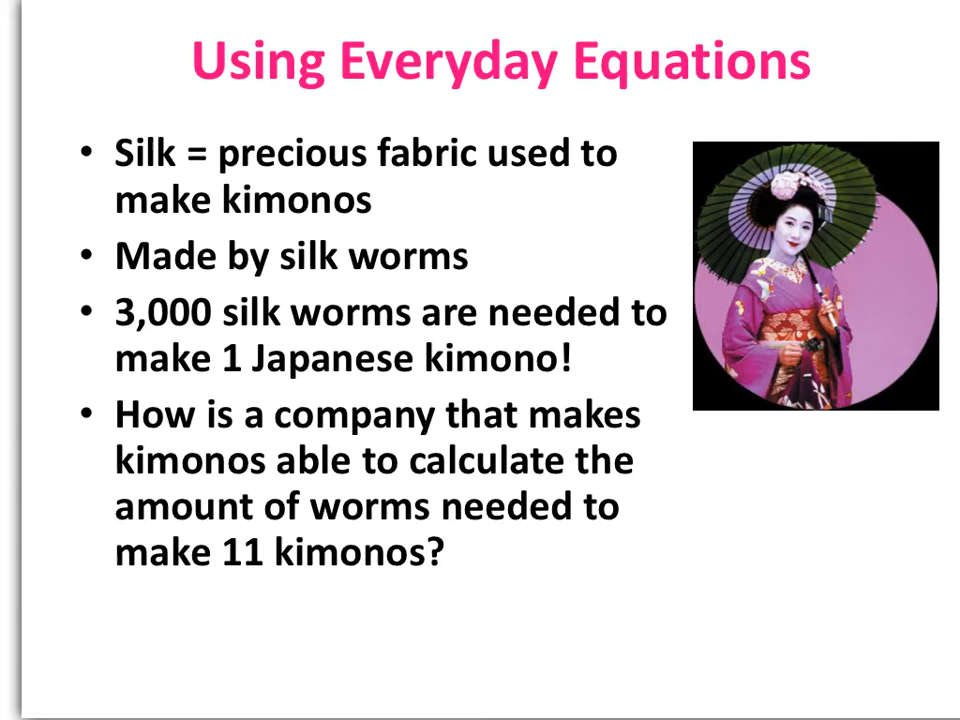 Using Everyday Equations
• Silk = precious fabric used to
make kimonos
• Made by silk worms
• 3,000 silk worms are needed to
make 1 Japanese kimono!
• How is a company that makes
kimonos able to calculate the
amount of worms needed to
make 11 kimonos?